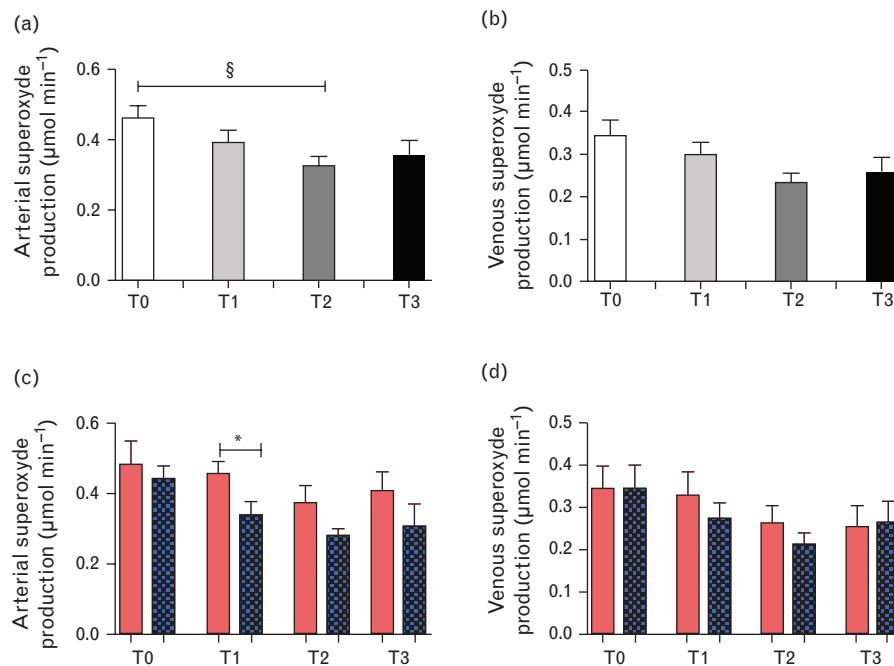 (a)
Arterial superoxyde
production (μmol min⁻¹)
0.6
0.4
0.2
0.0
§
T0 T1 T2 T3
(b)
Venous superoxyde
production (μmol min⁻¹)
0.5
0.4
0.3
0.2
0.1
0.0
T0 T1 T2 T3
(c)
Arterial superoxyde
production (μmol min⁻¹)
0.6
0.4
0.2
0.0
*
T0 T1 T2 T3
(d)
Venous superoxyde
production (μmol min⁻¹)
0.5
0.4
0.3
0.2
0.1
0.0
T0 T1 T2 T3